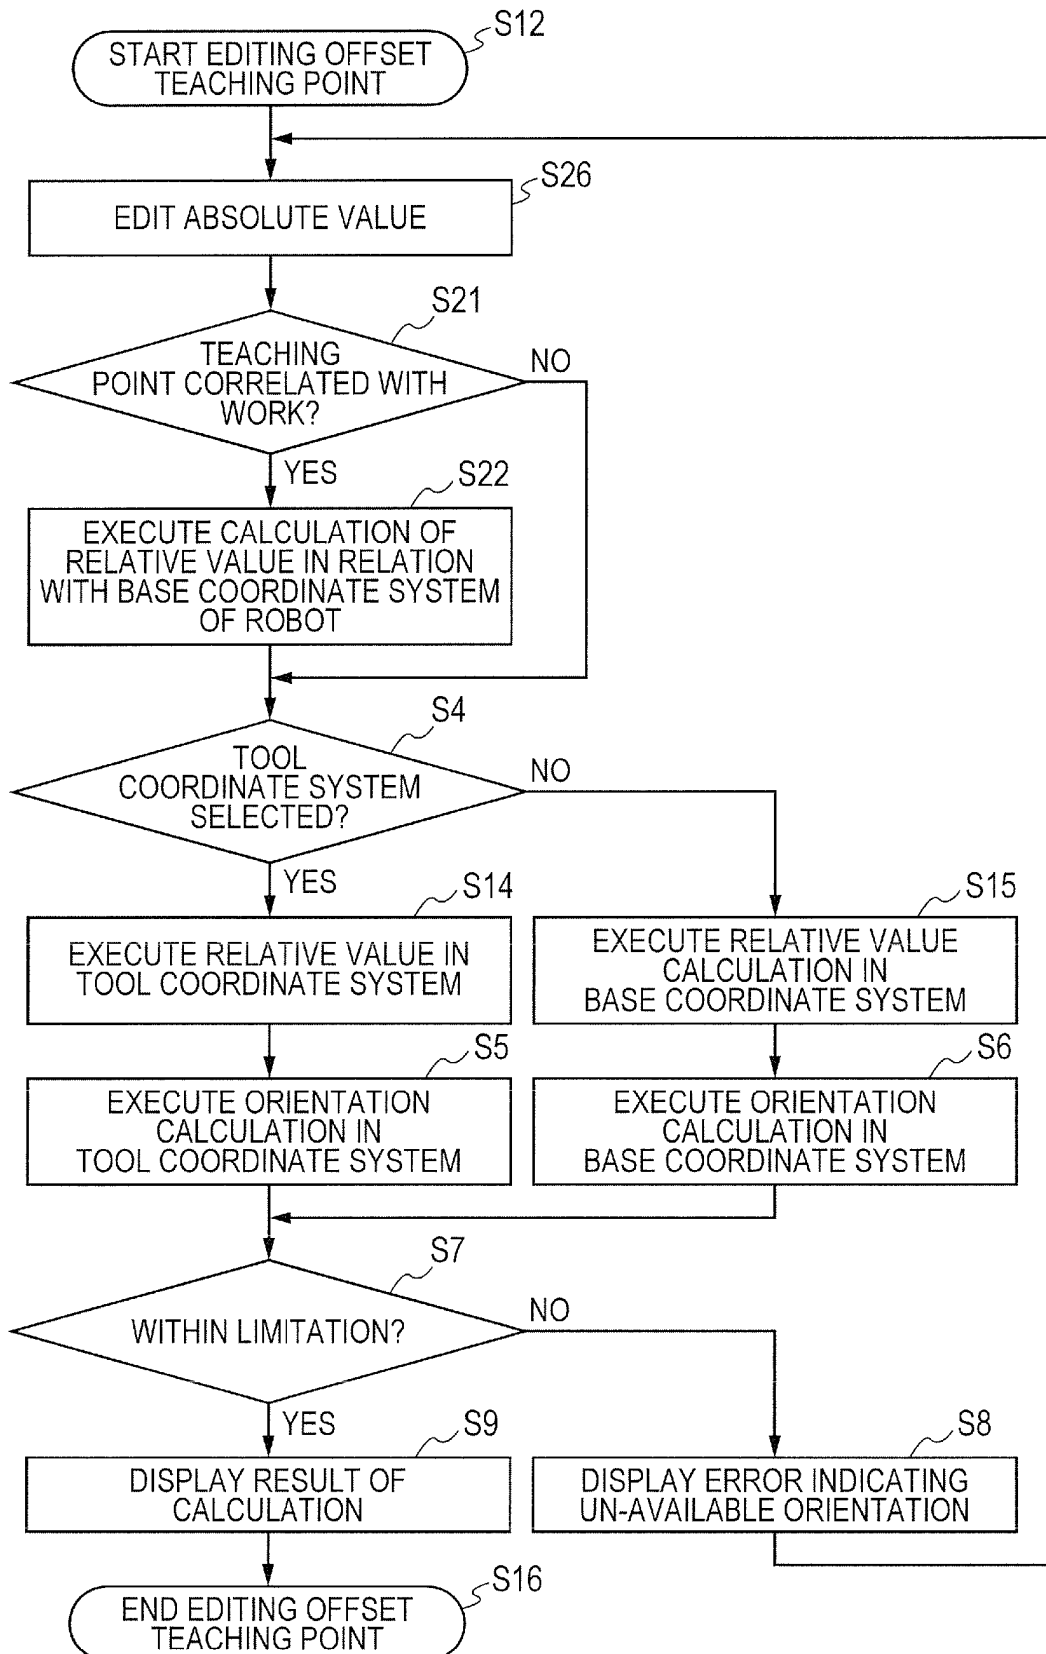 S12
START EDITING OFFSET
TEACHING POINT
S26
EDIT ABSOLUTE VALUE
S21
TEACHING
POINT CORRELATED WITH
WORK?
NO
YES
S22
EXECUTE CALCULATION OF
RELATIVE VALUE IN RELATION
WITH BASE COORDINATE SYSTEM
OF ROBOT
S4
TOOL
COORDINATE SYSTEM
SELECTED?
NO
YES
S14
EXECUTE RELATIVE VALUE IN
TOOL COORDINATE SYSTEM
S15
EXECUTE RELATIVE VALUE
CALCULATION IN
BASE COORDINATE SYSTEM
S5
EXECUTE ORIENTATION
CALCULATION IN
TOOL COORDINATE SYSTEM
S6
EXECUTE ORIENTATION
CALCULATION IN
BASE COORDINATE SYSTEM
S7
WITHIN LIMITATION?
NO
YES
S9
DISPLAY RESULT OF
CALCULATION
S8
DISPLAY ERROR INDICATING
UN-AVAILABLE ORIENTATION
S16
END EDITING OFFSET
TEACHING POINT